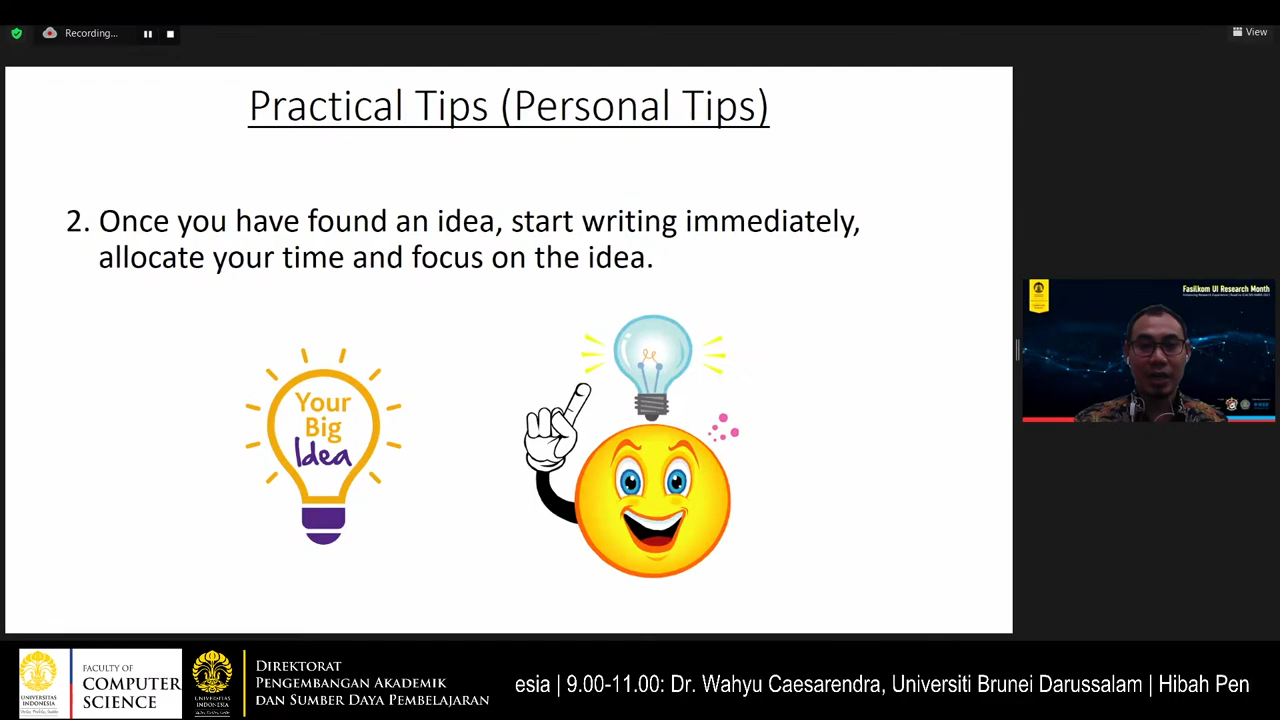 Recording...
View
Practical Tips (Personal Tips)
2. Once you have found an idea, start writing immediately,
allocate your time and focus on the idea.
Your
Big
Idea
Fasilkom UI Research Month
FACULTY OF
COMPUTER
SCIENCE
UNIVERSITAS
INDONESIA
UNIVERSITAS
INDONESIA
DIREKTORAT
PENGEMBANGAN AKADEMIK
DAN SUMBER DAYA PEMBELAJARAN
esia | 9.00-11.00: Dr. Wahyu Caesarendra, Universiti Brunei Darussalam | Hibah Pen